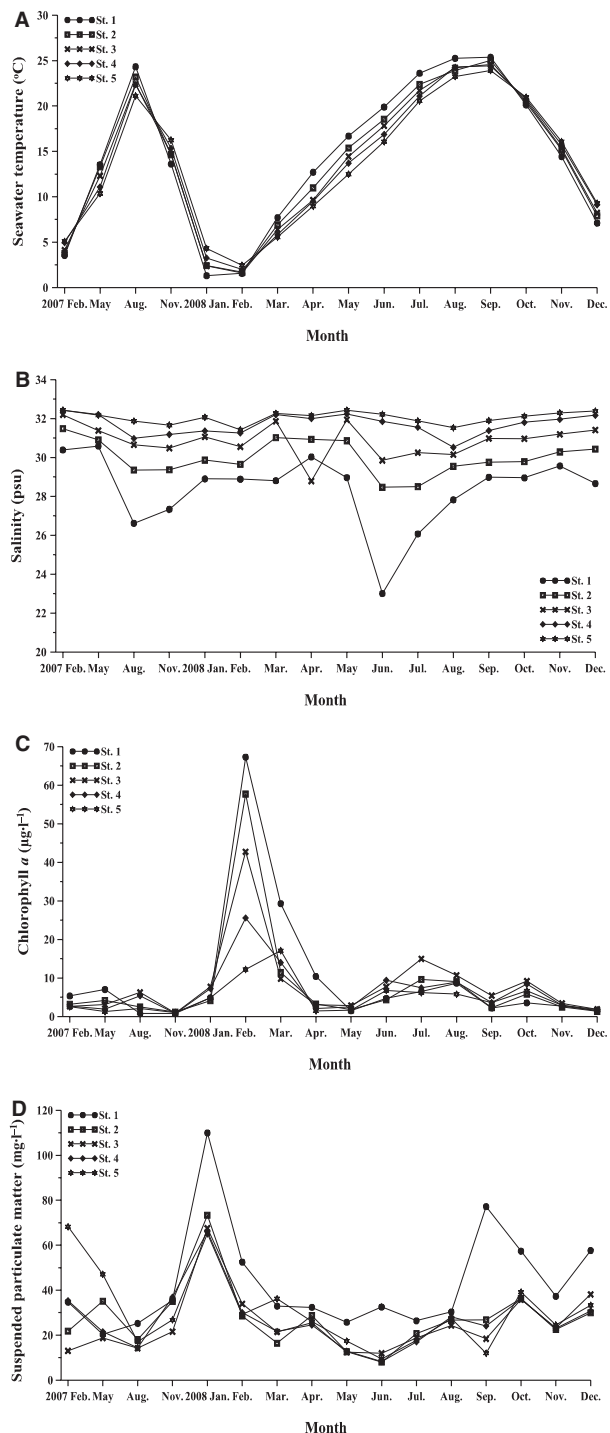 A
Seawater temperature (°C)
30
25
20
15
10
5
0
St. 1
St. 2
St. 3
St. 4
St. 5
2007 Feb. May Aug. Nov. 2008 Jan. Feb. Mar. Apr. May Jun. Jul. Aug. Sep. Oct. Nov. Dec.
Month
B
Salinity (psu)
34
32
30
28
26
24
22
20
St. 1
St. 2
St. 3
St. 4
St. 5
2007 Feb. May Aug. Nov. 2008 Jan. Feb. Mar. Apr. May Jun. Jul. Aug. Sep. Oct. Nov. Dec.
Month
C
Chlorophyll a (µg·l⁻¹)
70
60
50
40
30
20
10
0
St. 1
St. 2
St. 3
St. 4
St. 5
2007 Feb. May Aug. Nov. 2008 Jan. Feb. Mar. Apr. May Jun. Jul. Aug. Sep. Oct. Nov. Dec.
Month
D
Suspended particulate matter (mg·l⁻¹)
120
100
80
60
40
20
0
St. 1
St. 2
St. 3
St. 4
St. 5
2007 Feb. May Aug. Nov. 2008 Jan. Feb. Mar. Apr. May Jun. Jul. Aug. Sep. Oct. Nov. Dec.
Month